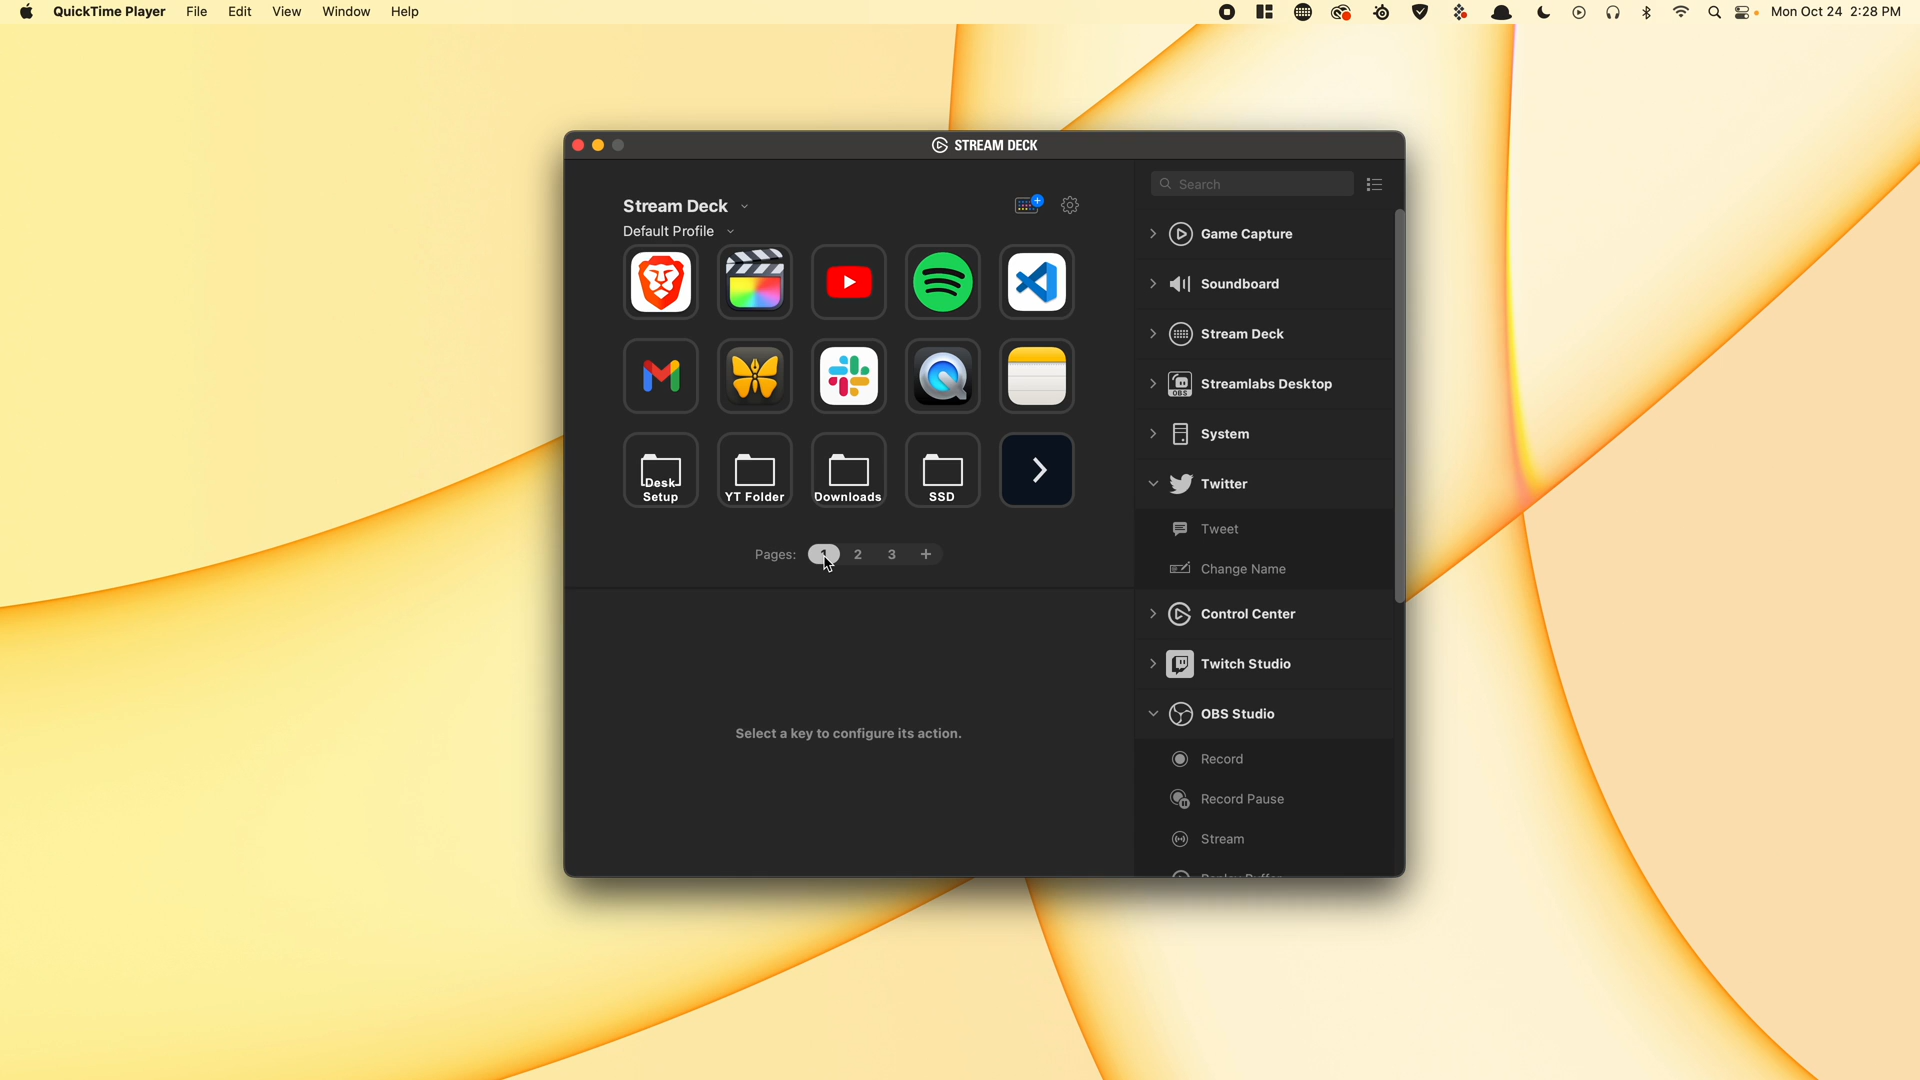 QuickTime Player File Edit View Window Help Mon Oct 24 2:28 PM
STREAM DECK
Search
Stream Deck
Default Profile
Game Capture
Soundboard
Stream Deck
Streamlabs Desktop
OBS
System
Desk Setup
YT Folder
Downloads
SSD
Twitter
Tweet
Change Name
Pages: 1 2 3 +
Control Center
Twitch Studio
OBS Studio
Select a key to configure its action.
Record
Record Pause
Stream